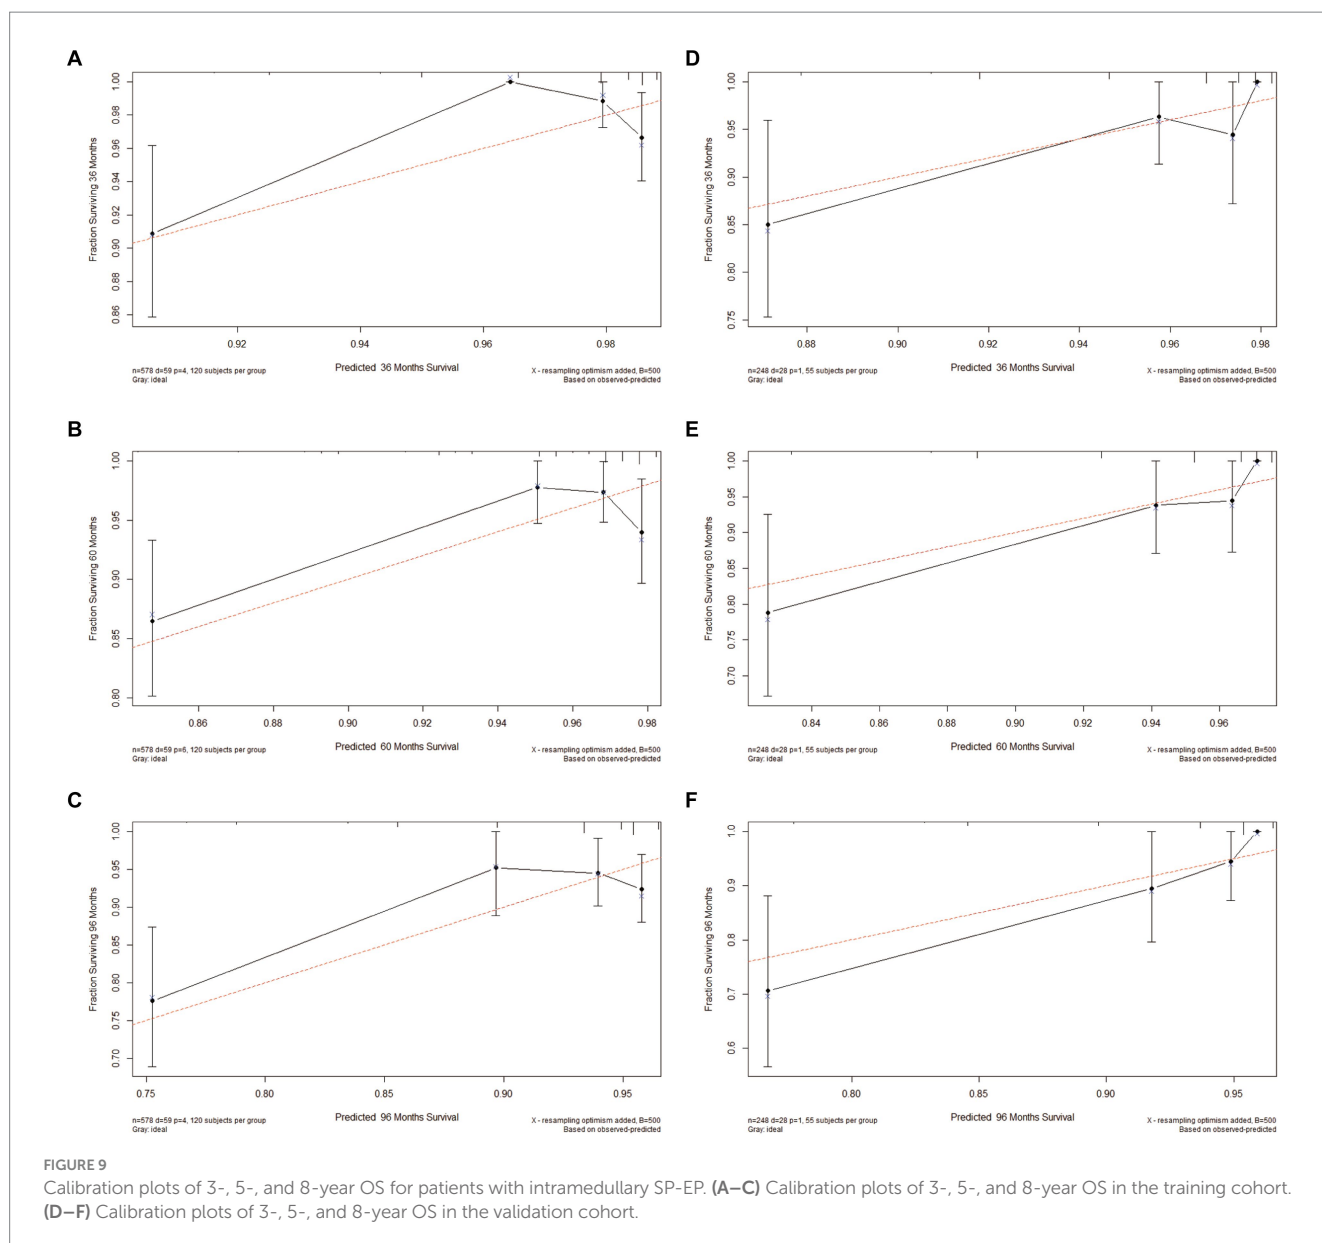 A
Fraction Surviving 36 Months
1.00
0.98
0.96
0.94
0.92
0.90
0.88
0.86
0.92
0.94
0.96
0.98
n=578 d=59 p=4, 120 subjects per group
Gray: ideal
Predicted 36 Months Survival
X - resampling optimism added, B=500
Based on observed-predicted
D
Fraction Surviving 36 Months
1.00
0.95
0.90
0.85
0.80
0.75
0.88
0.90
0.92
0.94
0.96
0.98
n=248 d=28 p=1, 55 subjects per group
Gray: ideal
Predicted 36 Months Survival
X - resampling optimism added, B=500
Based on observed-predicted
B
Fraction Surviving 60 Months
1.00
0.95
0.90
0.85
0.80
0.86
0.88
0.90
0.92
0.94
0.96
0.98
n=578 d=59 p=6, 120 subjects per group
Gray: ideal
Predicted 60 Months Survival
X - resampling optimism added, B=500
Based on observed-predicted
E
Fraction Surviving 60 Months
1.00
0.95
0.90
0.85
0.80
0.75
0.70
0.84
0.86
0.88
0.90
0.92
0.94
0.96
n=248 d=28 p=1, 55 subjects per group
Gray: ideal
Predicted 60 Months Survival
X - resampling optimism added, B=500
Based on observed-predicted
C
Fraction Surviving 96 Months
1.00
0.95
0.90
0.85
0.80
0.75
0.70
0.75
0.80
0.85
0.90
0.95
n=578 d=59 p=4, 120 subjects per group
Gray: ideal
Predicted 96 Months Survival
X - resampling optimism added, B=500
Based on observed-predicted
F
Fraction Surviving 96 Months
1.0
0.9
0.8
0.7
0.6
0.80
0.85
0.90
0.95
n=248 d=28 p=1, 55 subjects per group
Gray: ideal
Predicted 96 Months Survival
X - resampling optimism added, B=500
Based on observed-predicted
FIGURE 9
Calibration plots of 3-, 5-, and 8-year OS for patients with intramedullary SP-EP. (A–C) Calibration plots of 3-, 5-, and 8-year OS in the training cohort.
(D–F) Calibration plots of 3-, 5-, and 8-year OS in the validation cohort.